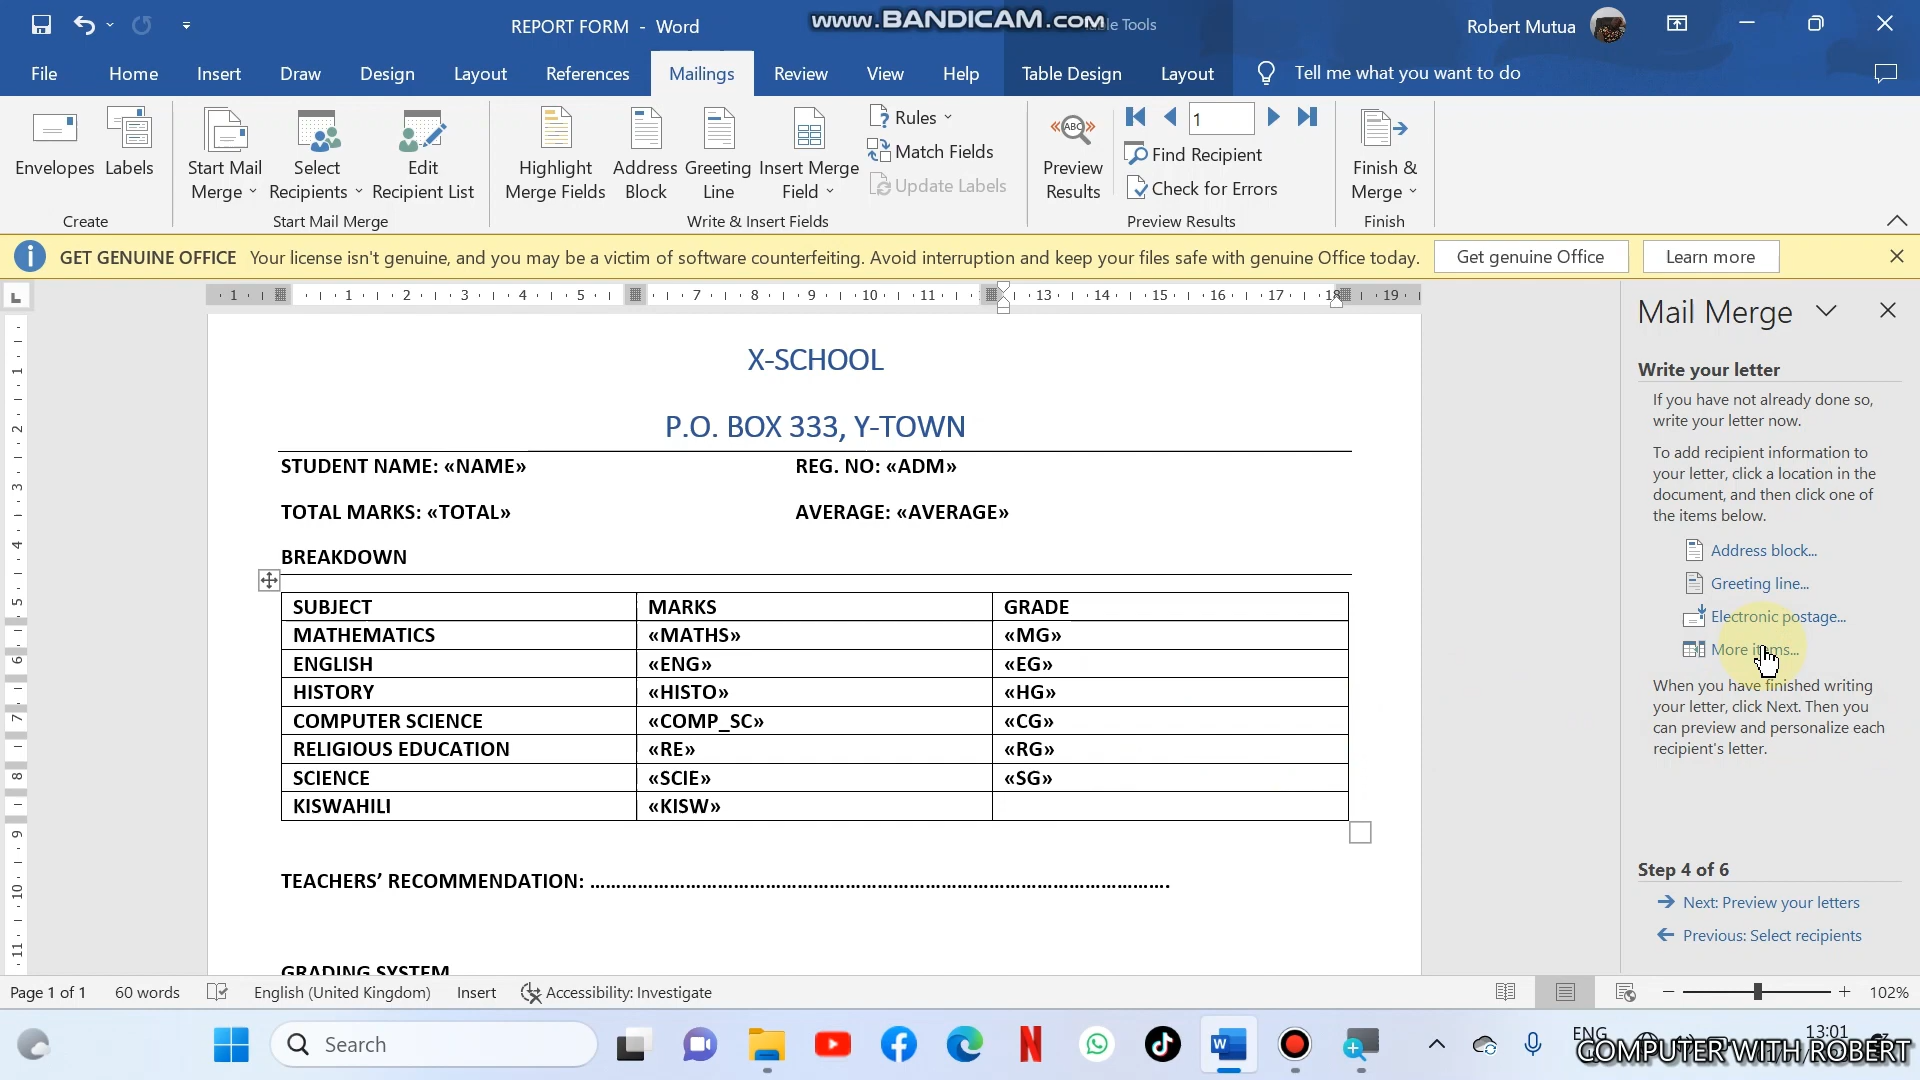 REPORT FORM - Word
www.BANDICAM.com
Table Tools
Robert Mutua
File
Home
Insert
Draw
Design
Layout
References
Mailings
Review
View
Help
Table Design
Layout
Tell me what you want to do
Envelopes
Labels
Create
Start Mail
Merge
Select
Recipients
Edit
Recipient List
Start Mail Merge
Highlight
Merge Fields
Address
Block
Greeting
Line
Insert Merge
Field
Rules
Match Fields
Update Labels
Write & Insert Fields
ABC
Preview
Results
1
Find Recipient
Check for Errors
Preview Results
Finish &
Merge
Finish
GET GENUINE OFFICE Your license isn't genuine, and you may be a victim of software counterfeiting. Avoid interruption and keep your files safe with genuine Office today.
Get genuine Office
Learn more
X-SCHOOL
P.O. BOX 333, Y-TOWN
STUDENT NAME: «NAME» REG. NO: «ADM»
TOTAL MARKS: «TOTAL» AVERAGE: «AVERAGE»
BREAKDOWN
SUBJECT MARKS GRADE
MATHEMATICS «MATHS» «MG»
ENGLISH «ENG» «EG»
HISTORY «HISTO» «HG»
COMPUTER SCIENCE «COMP_SC» «CG»
RELIGIOUS EDUCATION «RE» «RG»
SCIENCE «SCIE» «SG»
KISWAHILI «KISW»
TEACHERS’ RECOMMENDATION: ……………………………………………………………………………………….
GRADING SYSTEM
Mail Merge
Write your letter
If you have not already done so,
write your letter now.
To add recipient information to
your letter, click a location in the
document, and then click one of
the items below.
Address block...
Greeting line...
Electronic postage...
More items...
When you have finished writing
your letter, click Next. Then you
can preview and personalize each
recipient's letter.
Step 4 of 6
Next: Preview your letters
Previous: Select recipients
Page 1 of 1
60 words
English (United Kingdom)
Insert
Accessibility: Investigate
102%
Search
ENG
13:01
COMPUTER WITH ROBERT